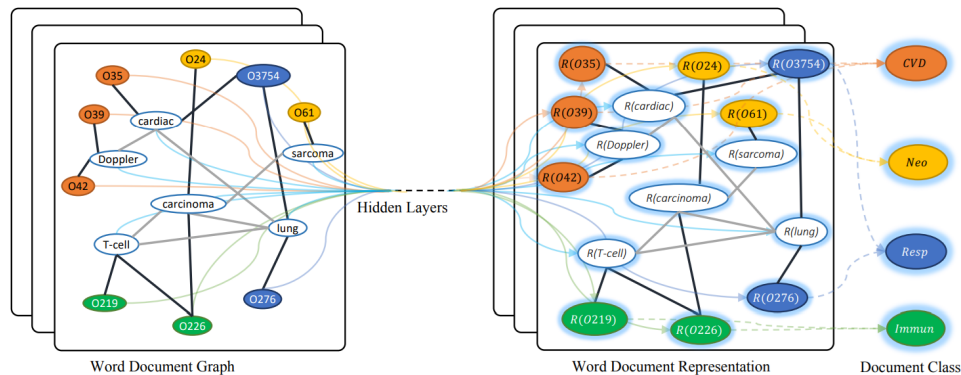 O24
O35
O3754
O39
O61
cardiac
Doppler
sarcoma
O42
carcinoma
lung
T-cell
O219
O276
O226
Word Document Graph
Hidden Layers
R(O35)
R(O24)
R(O3754)
R(O39)
R(cardiac)
R(O61)
R(Doppler)
R(sarcoma)
R(O42)
R(carcinoma)
R(lung)
R(T-cell)
R(O276)
R(O219)
R(O226)
Word Document Representation
CVD
Neo
Resp
Immun
Document Class